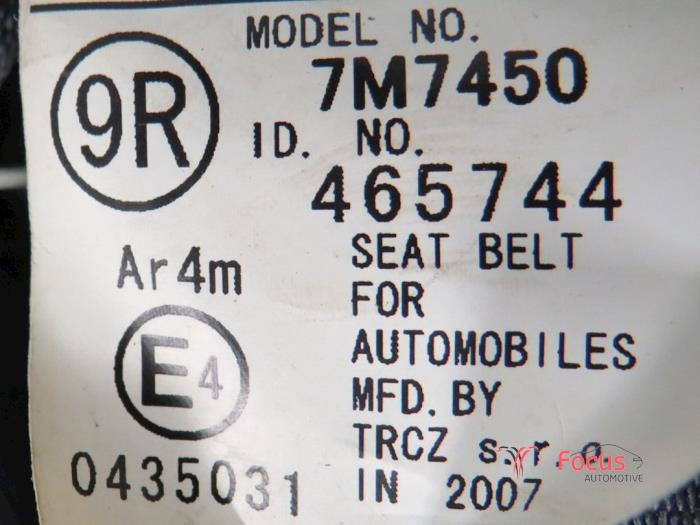 MODEL NO.
9R 7M7450
ID. NO.
465744
Ar4m SEAT BELT
FOR
E4 AUTOMOBILES
MFD. BY
TRCZ s.r.o.
0435031 IN 2007
Focus
AUTOMOTIVE